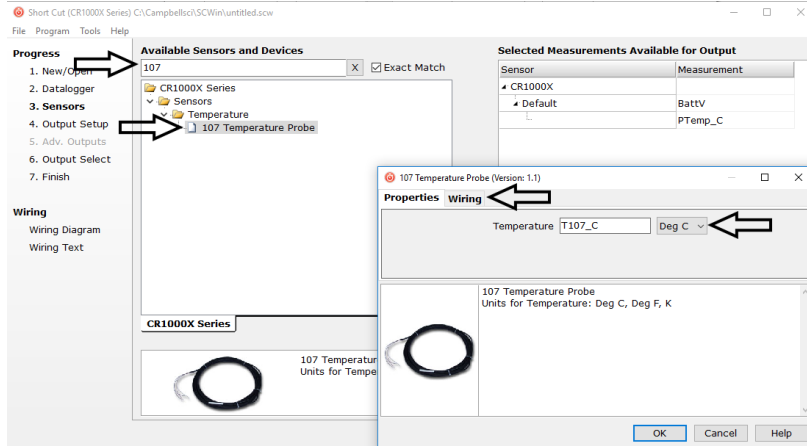 Short Cut (CR1000X Series) C:\Campbellsci\SCWin\untitled.scw
File Program Tools Help
Progress
1. New/Open
2. Datalogger
3. Sensors
4. Output Setup
5. Adv. Outputs
6. Output Select
7. Finish
Wiring
Wiring Diagram
Wiring Text
Available Sensors and Devices
107 X Exact Match
CR1000X Series
Sensors
Temperature
107 Temperature Probe
CR1000X Series
107 Temperatur
Units for Tempe
Selected Measurements Available for Output
Sensor Measurement
CR1000X
Default BattV
PTemp_C
107 Temperature Probe (Version: 1.1)
Properties Wiring
Temperature T107_C Deg C
107 Temperature Probe
Units for Temperature: Deg C, Deg F, K
OK Cancel Help